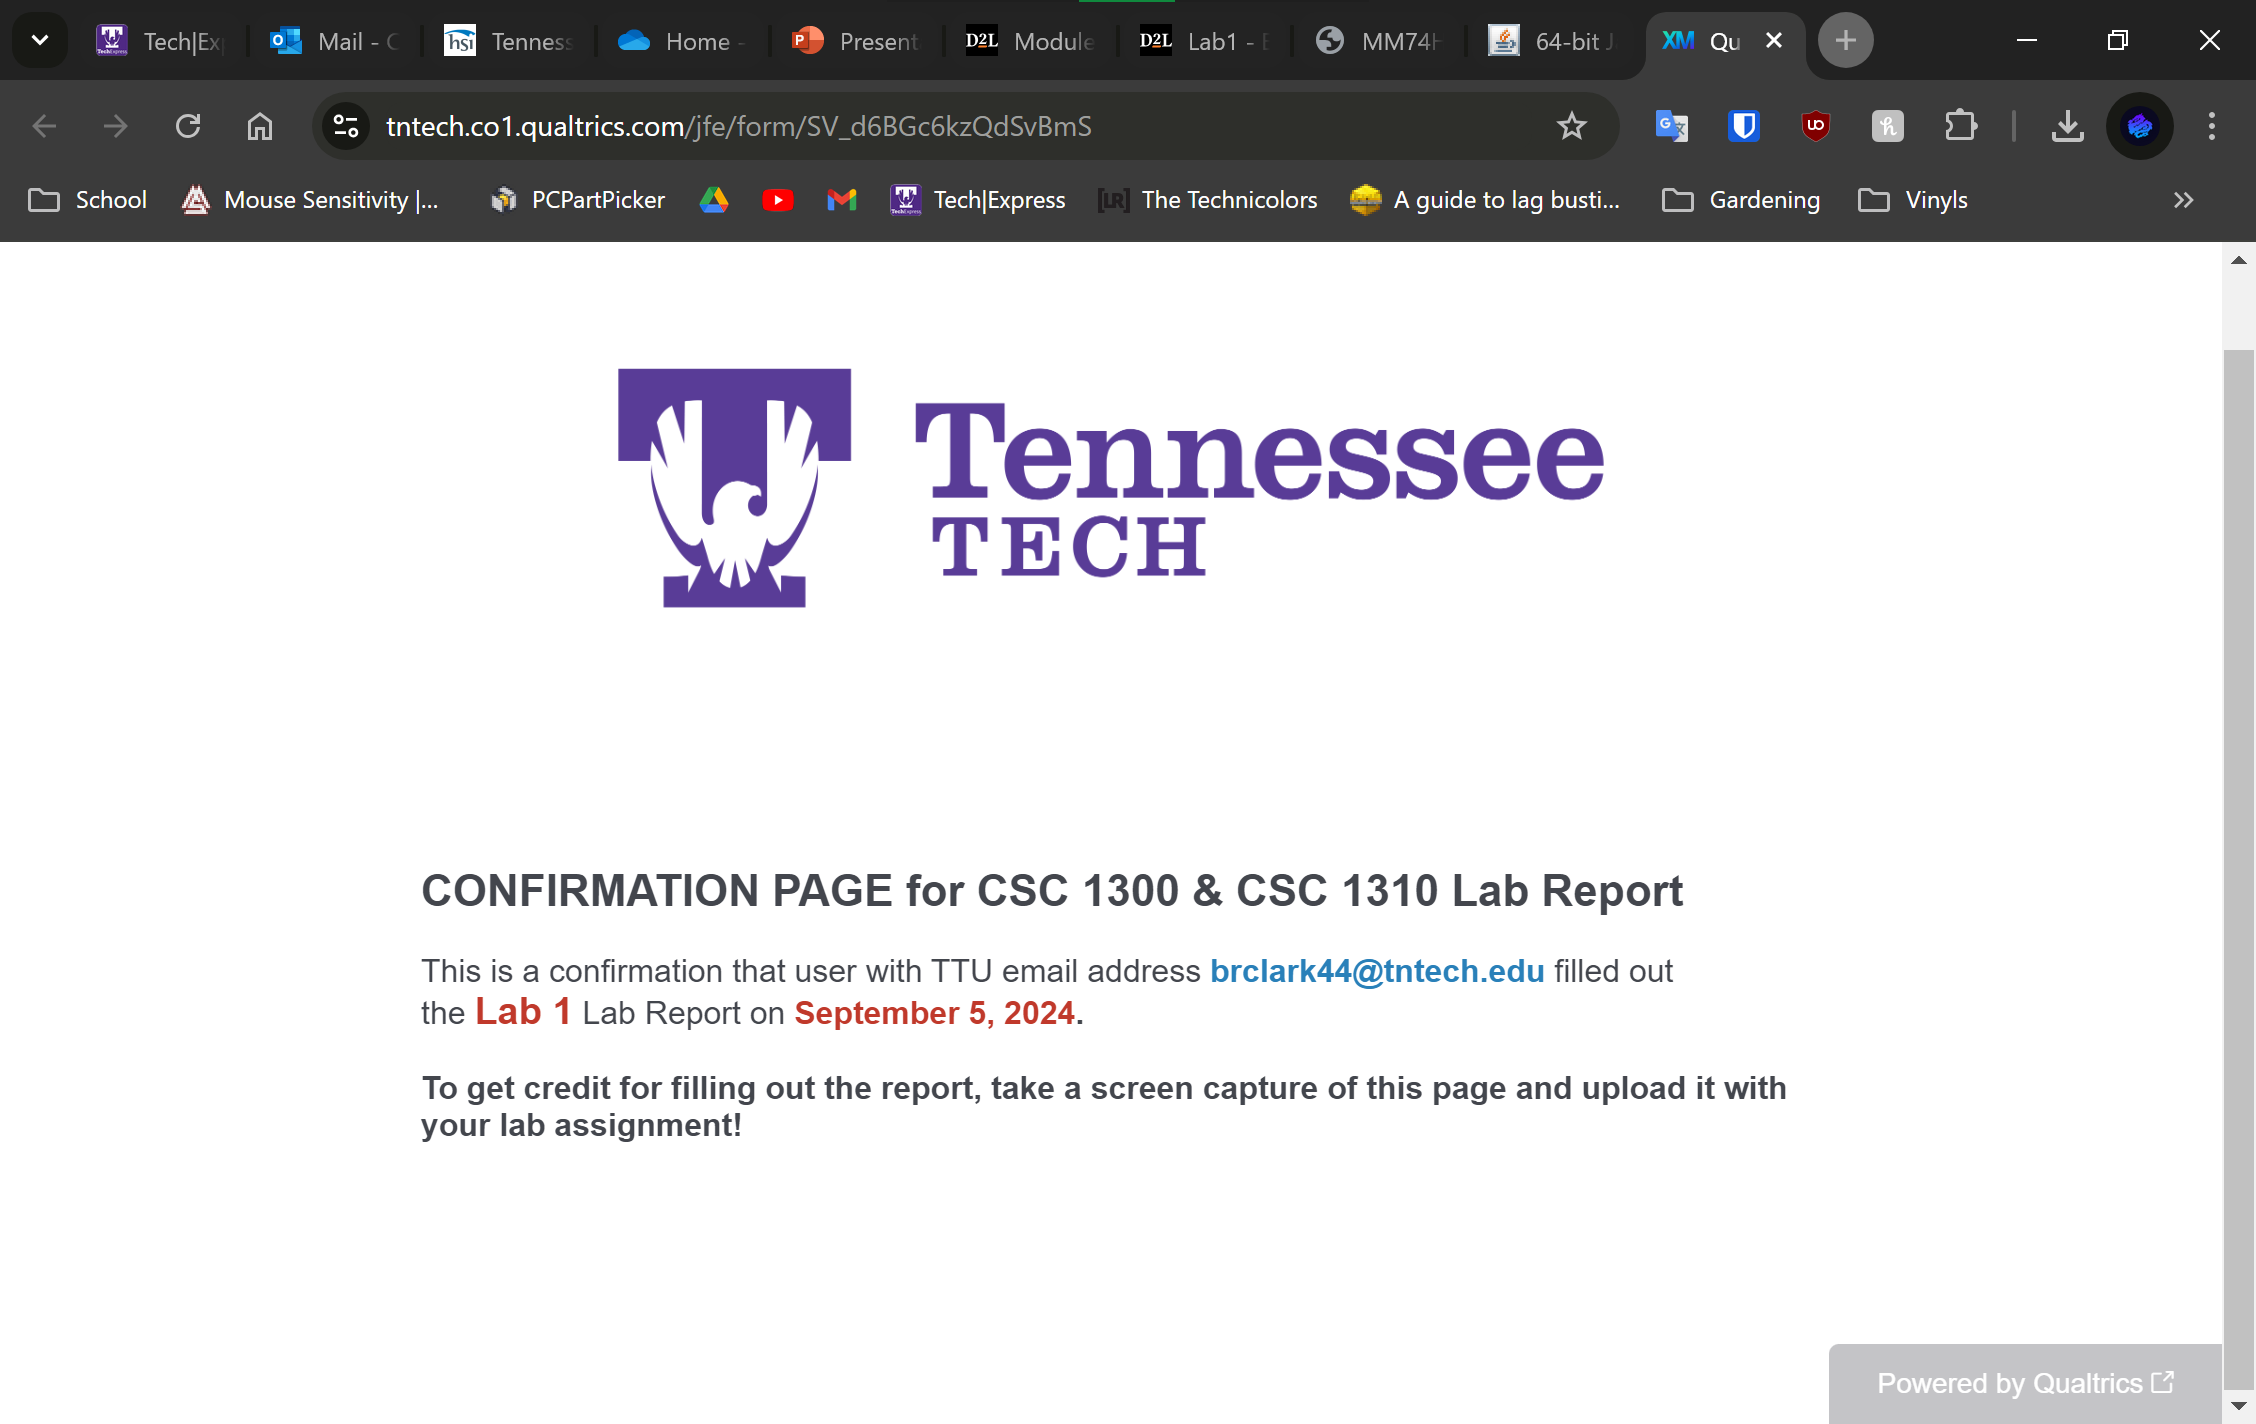 Tech|Ex
Mail - C
hsi Tenness
Home -
P Present
D2L Module
D2L Lab1 - E
MM74H
64-bit J
XM Qu
tntech.co1.qualtrics.com/jfe/form/SV_d6BGc6kzQdSvBmS
School
Mouse Sensitivity |...
PCPartPicker
Tech|Express
[LR] The Technicolors
A guide to lag busti...
Gardening
Vinyls
Tennessee
TECH
CONFIRMATION PAGE for CSC 1300 & CSC 1310 Lab Report
This is a confirmation that user with TTU email address brclark44@tntech.edu filled out
the Lab 1 Lab Report on September 5, 2024.
To get credit for filling out the report, take a screen capture of this page and upload it with
your lab assignment!
Powered by Qualtrics